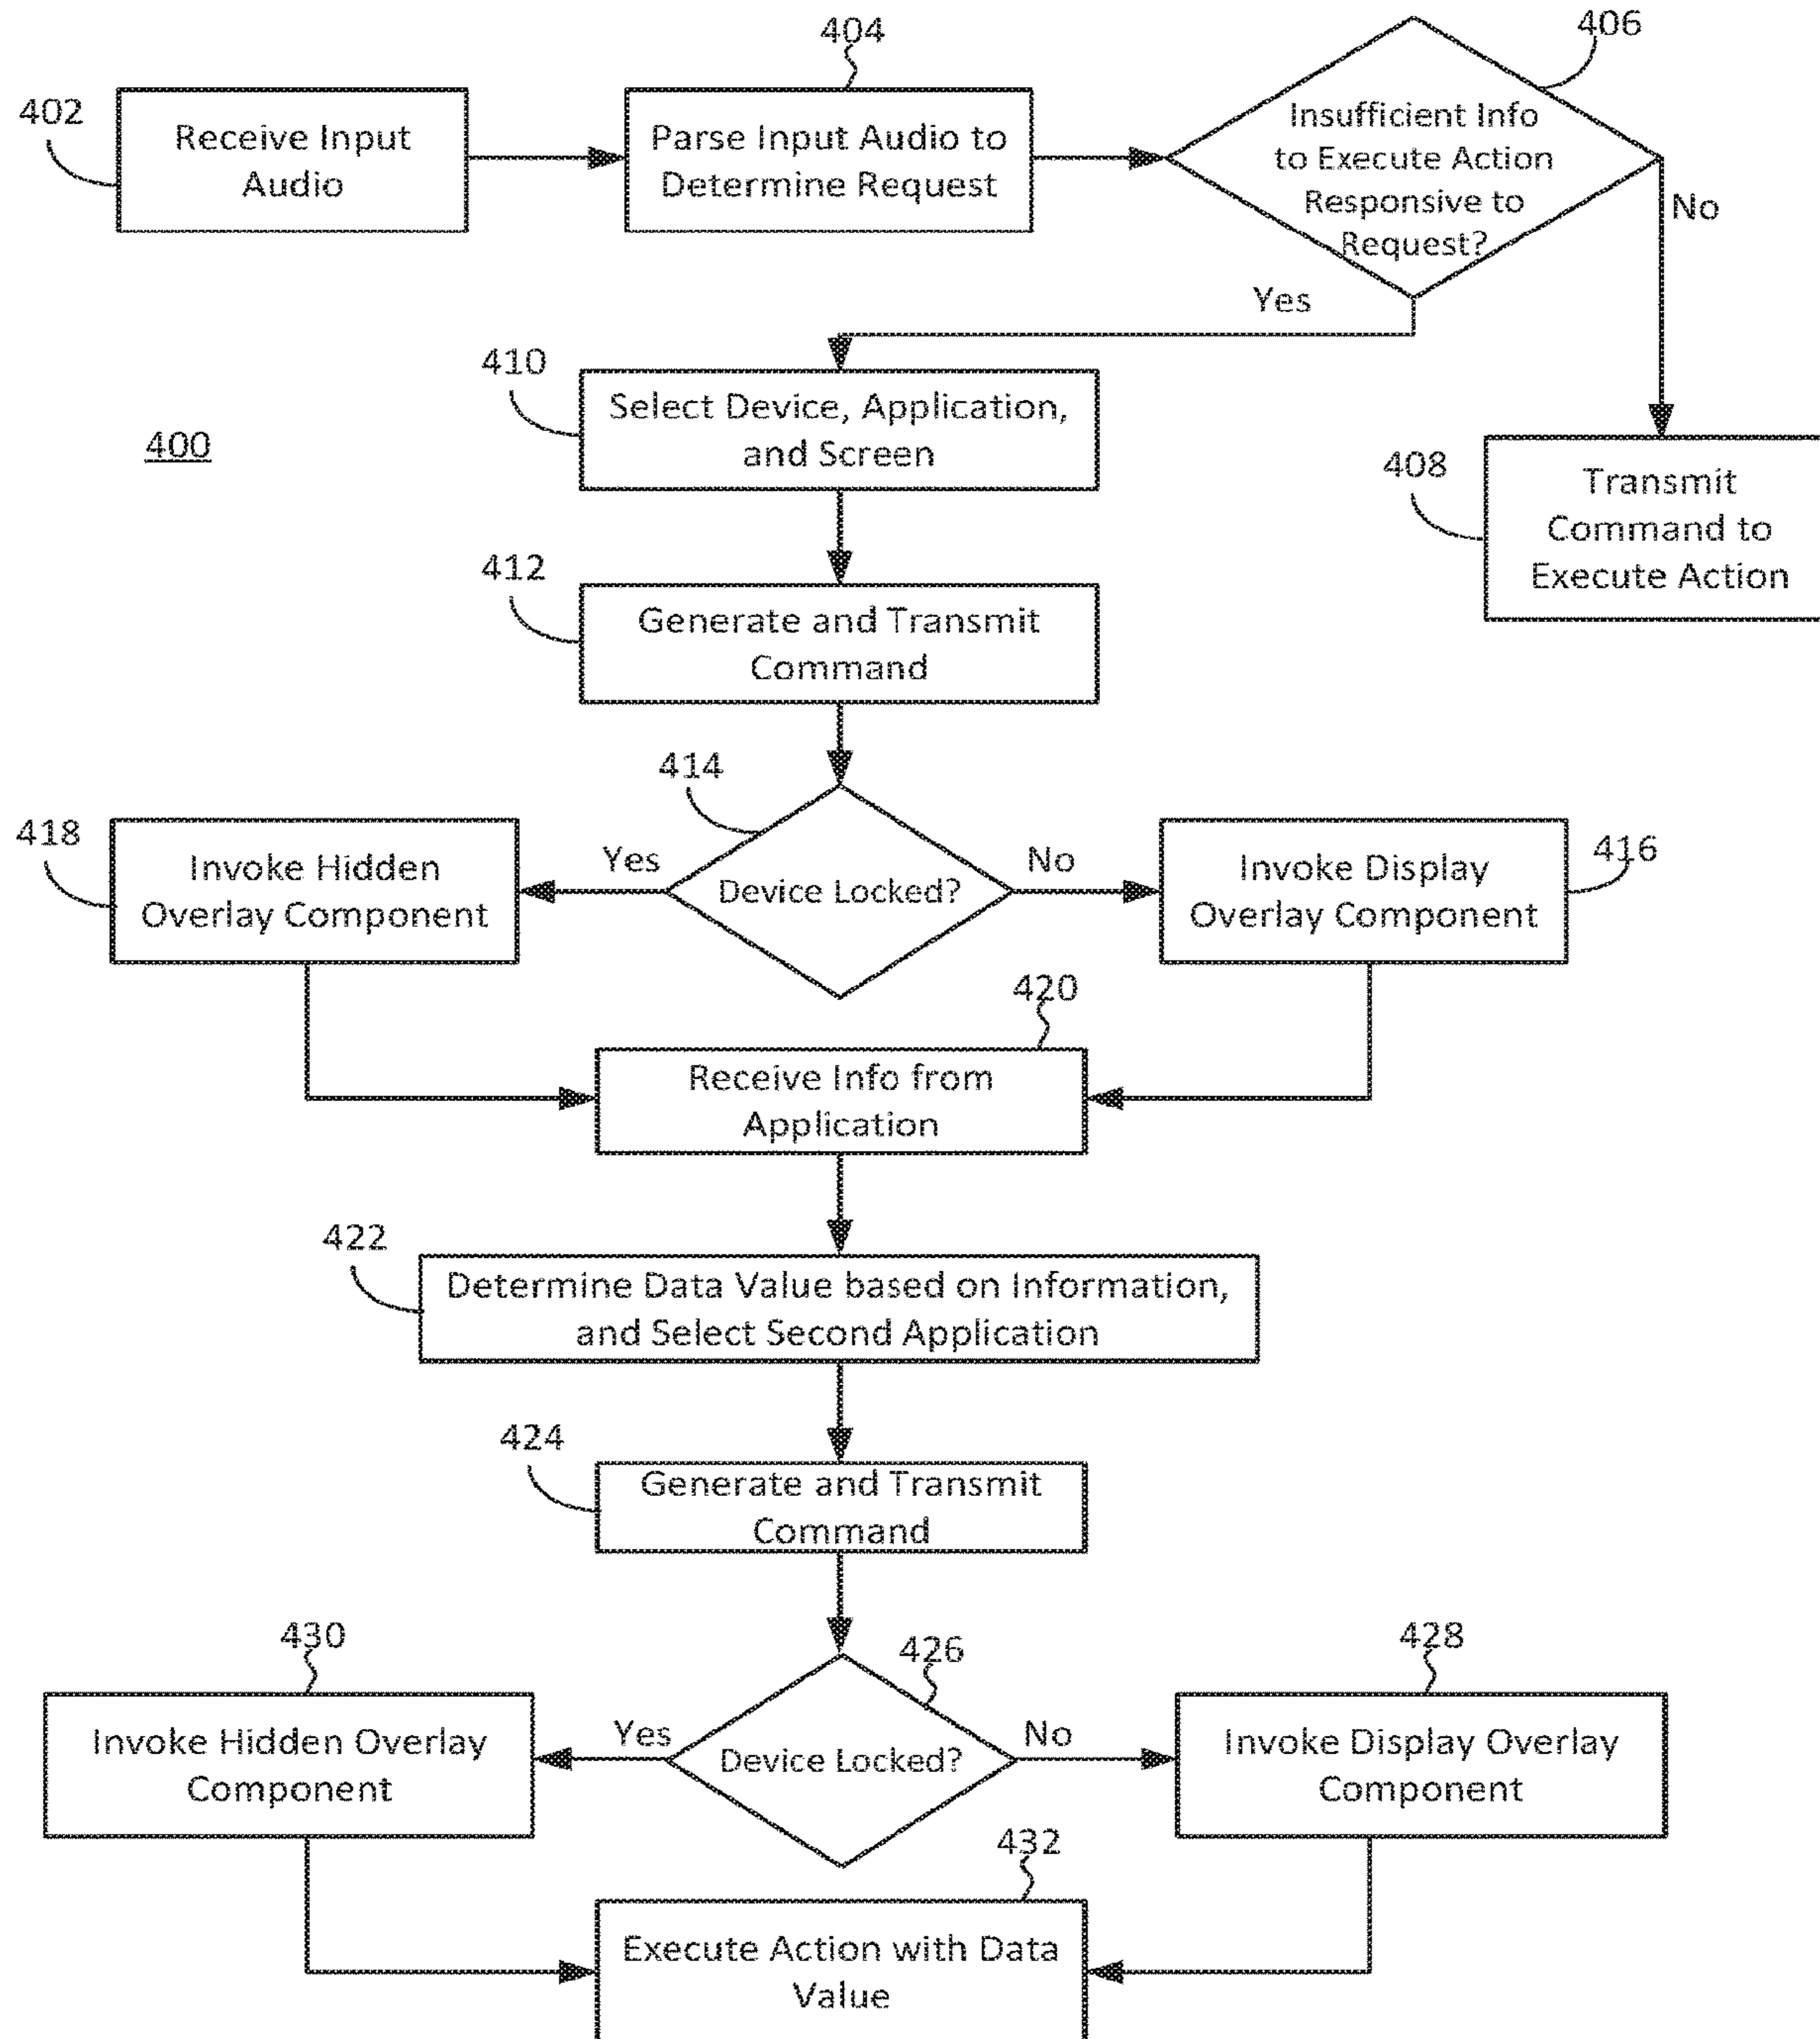 404
406
402
Receive Input
Audio
Parse Input Audio to
Determine Request
Insufficient Info
to Execute Action
Responsive to
Request?
No
Yes
410
Select Device, Application,
and Screen
400
408
Transmit
Command to
Execute Action
412
Generate and Transmit
Command
414
418
Invoke Hidden
Overlay Component
Yes
Device Locked?
No
Invoke Display
Overlay Component
416
420
Receive Info from
Application
422
Determine Data Value based on Information,
and Select Second Application
424
Generate and Transmit
Command
430
426
428
Invoke Hidden Overlay
Component
Yes
Device Locked?
No
Invoke Display Overlay
Component
432
Execute Action with Data
Value